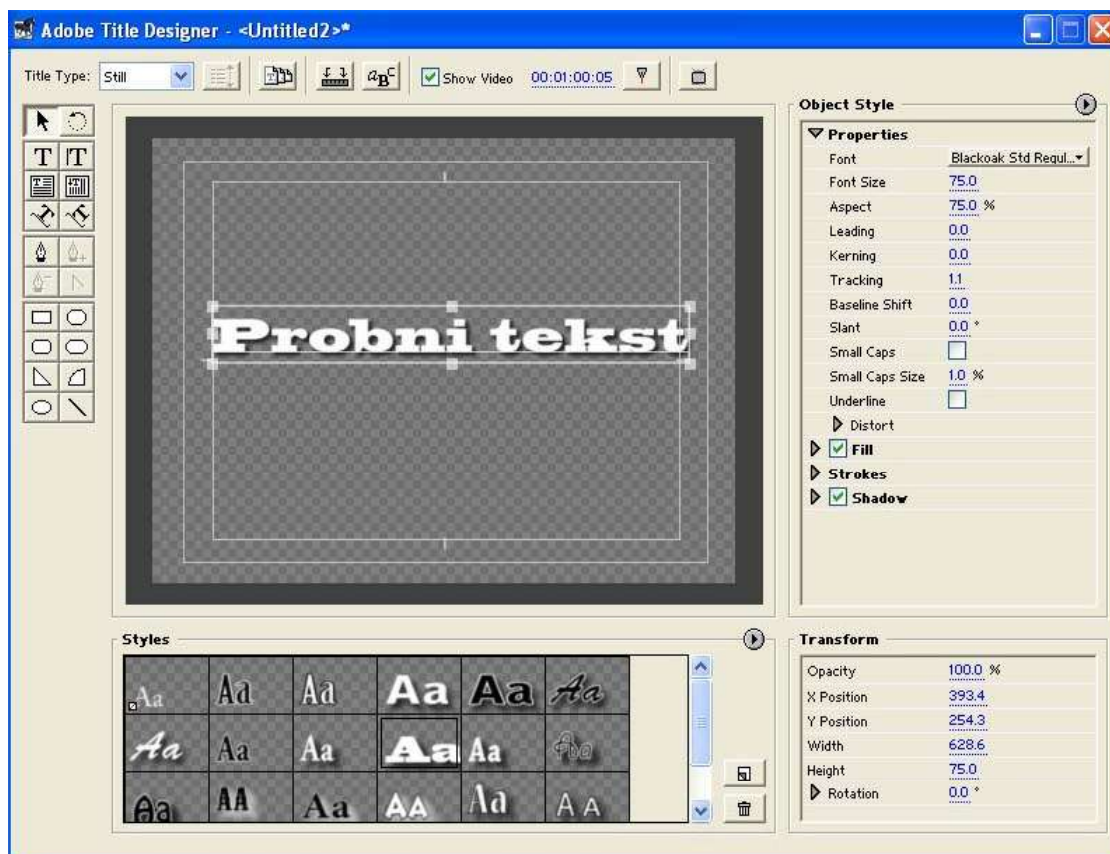 Adobe Title Designer - <Untitled2>*
Title Type: Still Show Video 00:01:00:05
Object Style
Properties
Font Blackoak Std Regul...
Font Size 75.0
Aspect 75.0 %
Leading 0.0
Kerning 0.0
Tracking 1.1
Baseline Shift 0.0
Slant 0.0 °
Small Caps
Small Caps Size 1.0 %
Underline
Distort
Fill
Strokes
Shadow
Probni tekst
Styles
Aa Aa Aa Aa Aa Aa
Aa Aa Aa Aa Aa Aa
Aa AA Aa AA Aa AA
Transform
Opacity 100.0 %
X Position 393.4
Y Position 254.3
Width 628.6
Height 75.0
Rotation 0.0 °